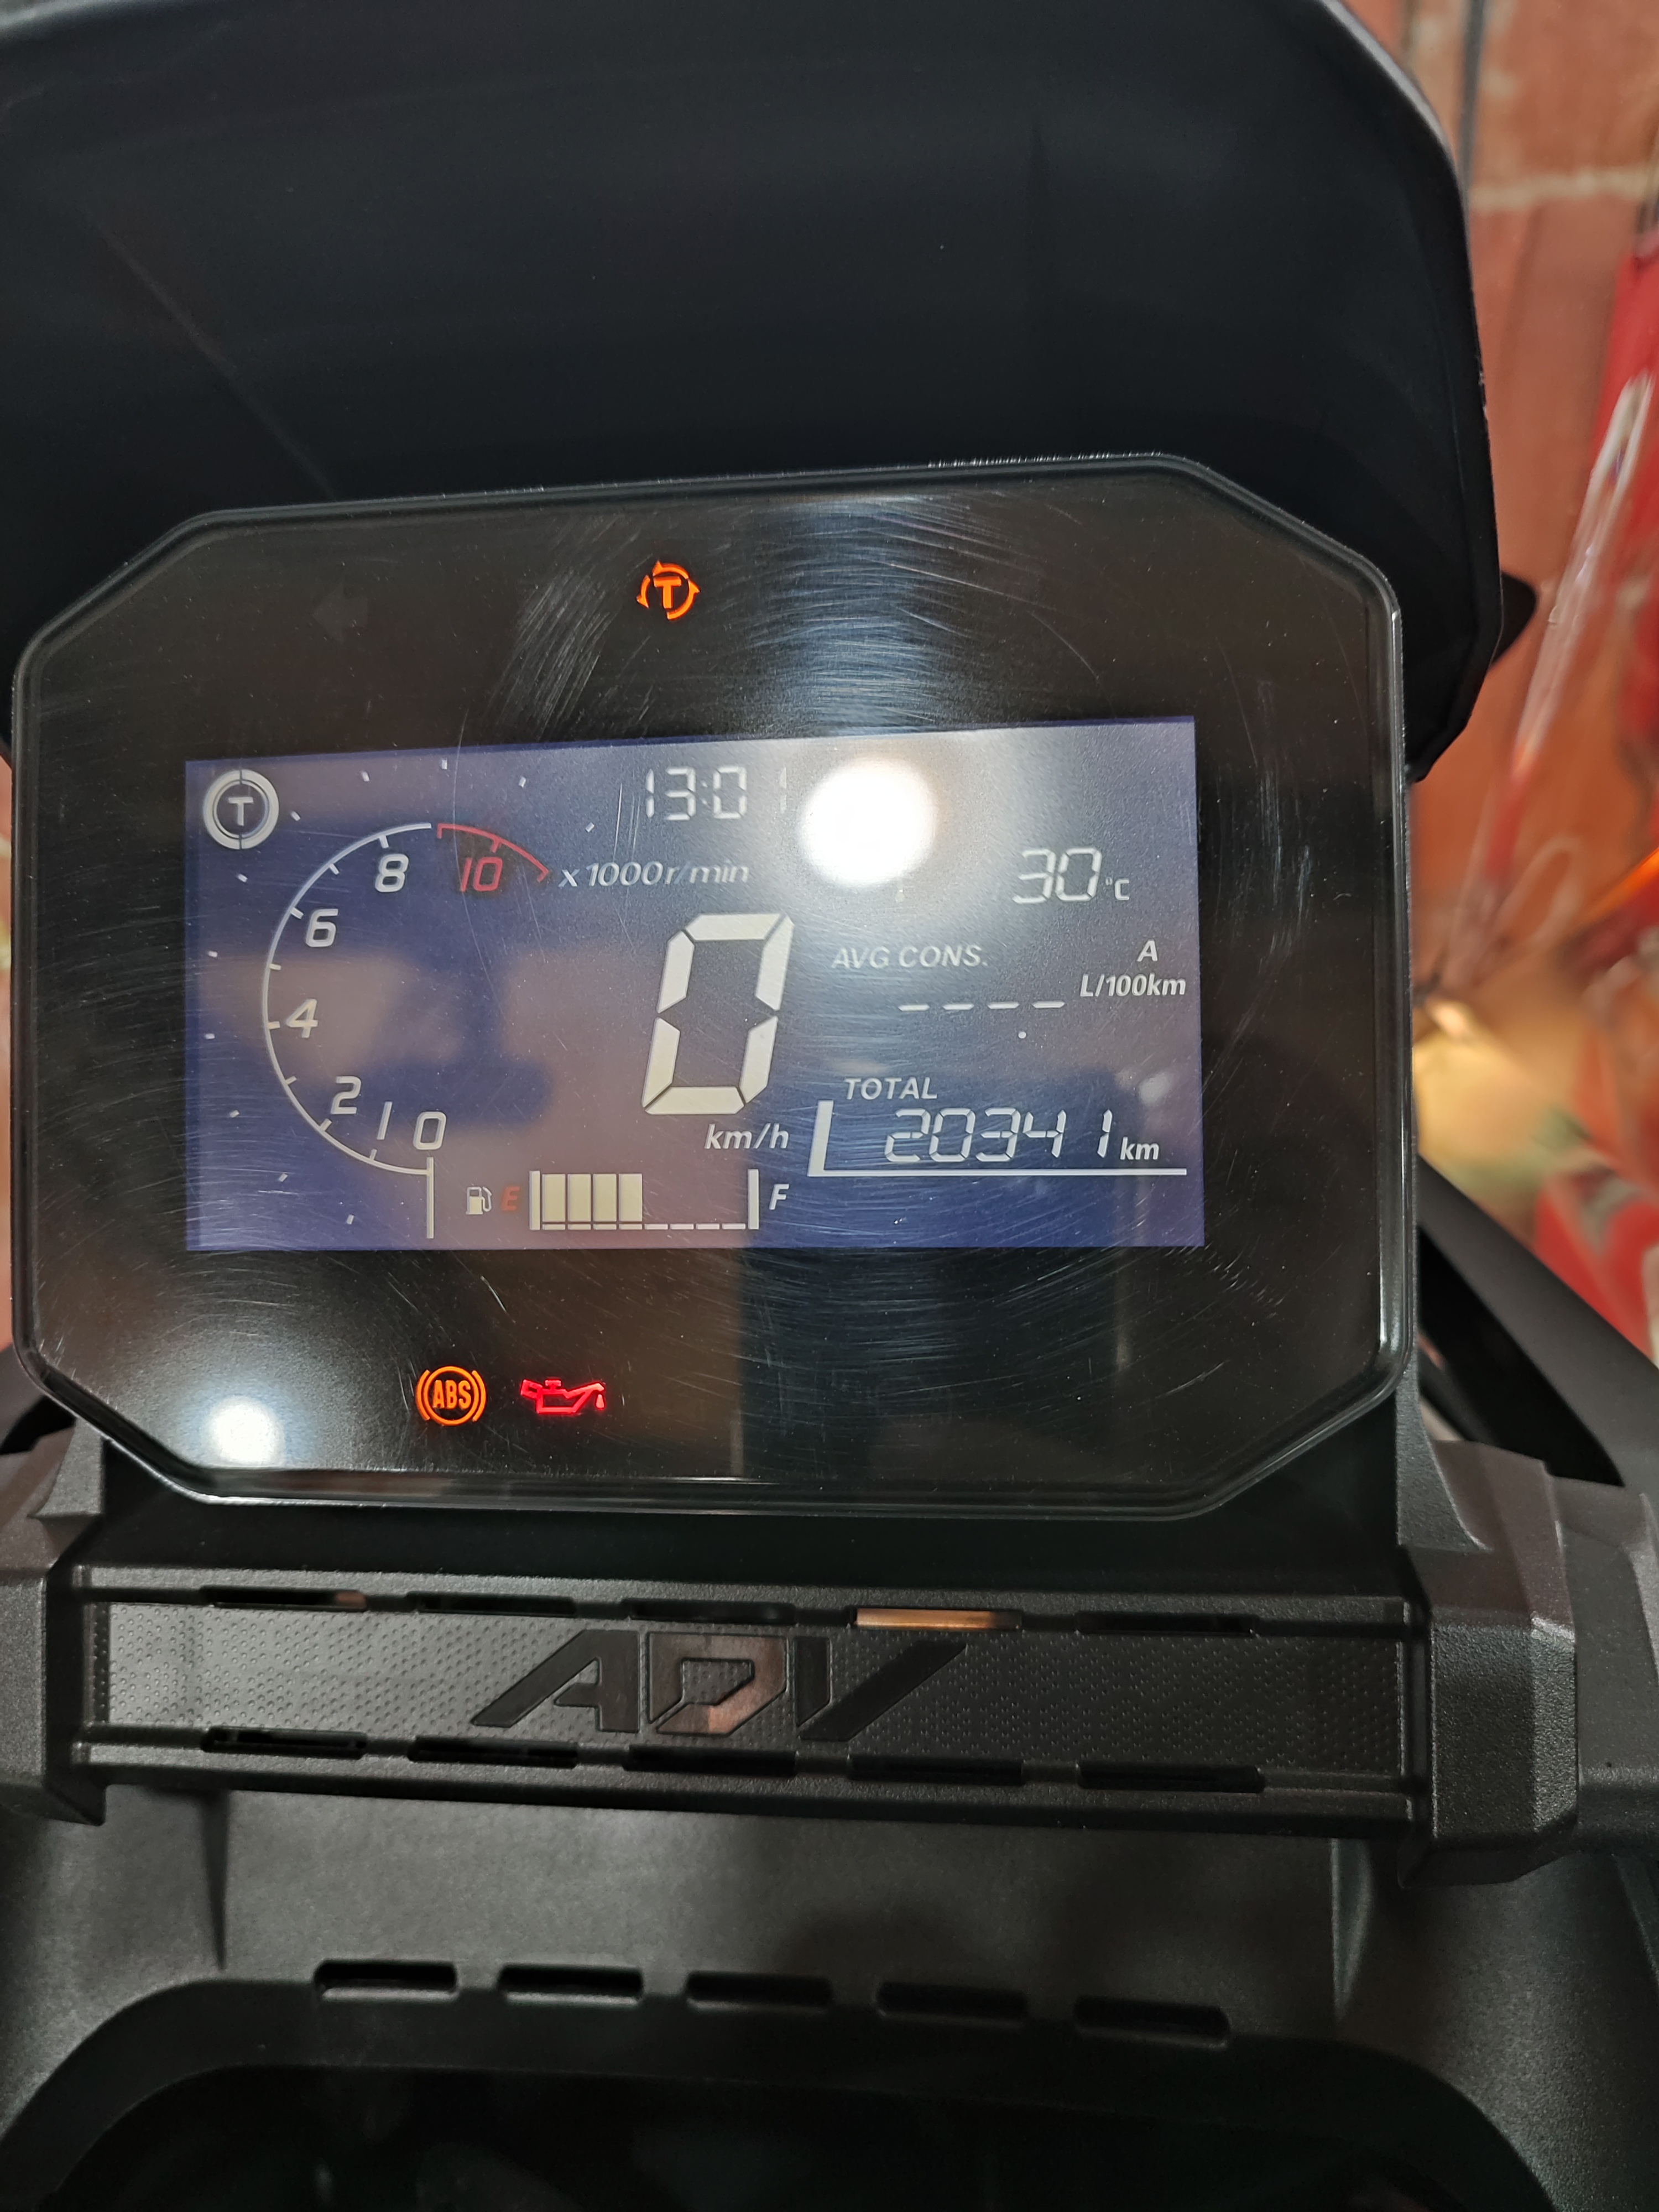 T
T
13:01
8 10 x 1000 r/min
30 °C
6
AVG CONS. A
L/100km
0
----
4
TOTAL
2 1 0
20341 km
km/h
E F
ABS
ADV